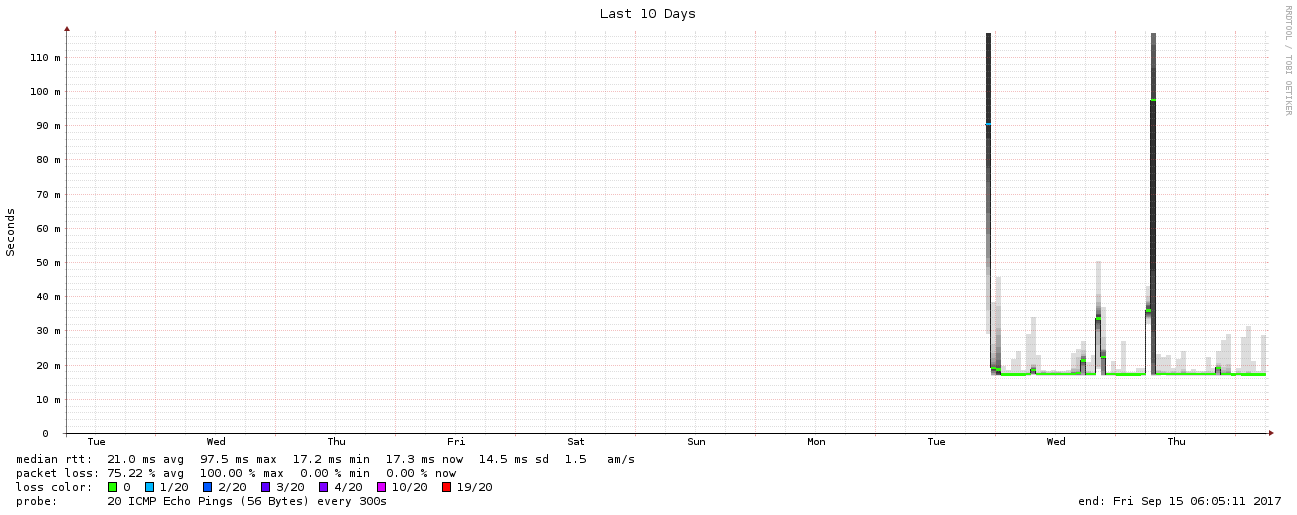 Last 10 Days
RRDTOOL / TOBI OETIKER
Seconds
110 m
100 m
90 m
80 m
70 m
60 m
50 m
40 m
30 m
20 m
10 m
0
Tue Wed Thu Fri Sat Sun Mon Tue Wed Thu
median rtt: 21.0 ms avg 97.5 ms max 17.2 ms min 17.3 ms now 14.5 ms sd 1.5 am/s
packet loss: 75.22 % avg 100.00 % max 0.00 % min 0.00 % now
loss color: 0 1/20 2/20 3/20 4/20 10/20 19/20
probe: 20 ICMP Echo Pings (56 Bytes) every 300s end: Fri Sep 15 06:05:11 2017